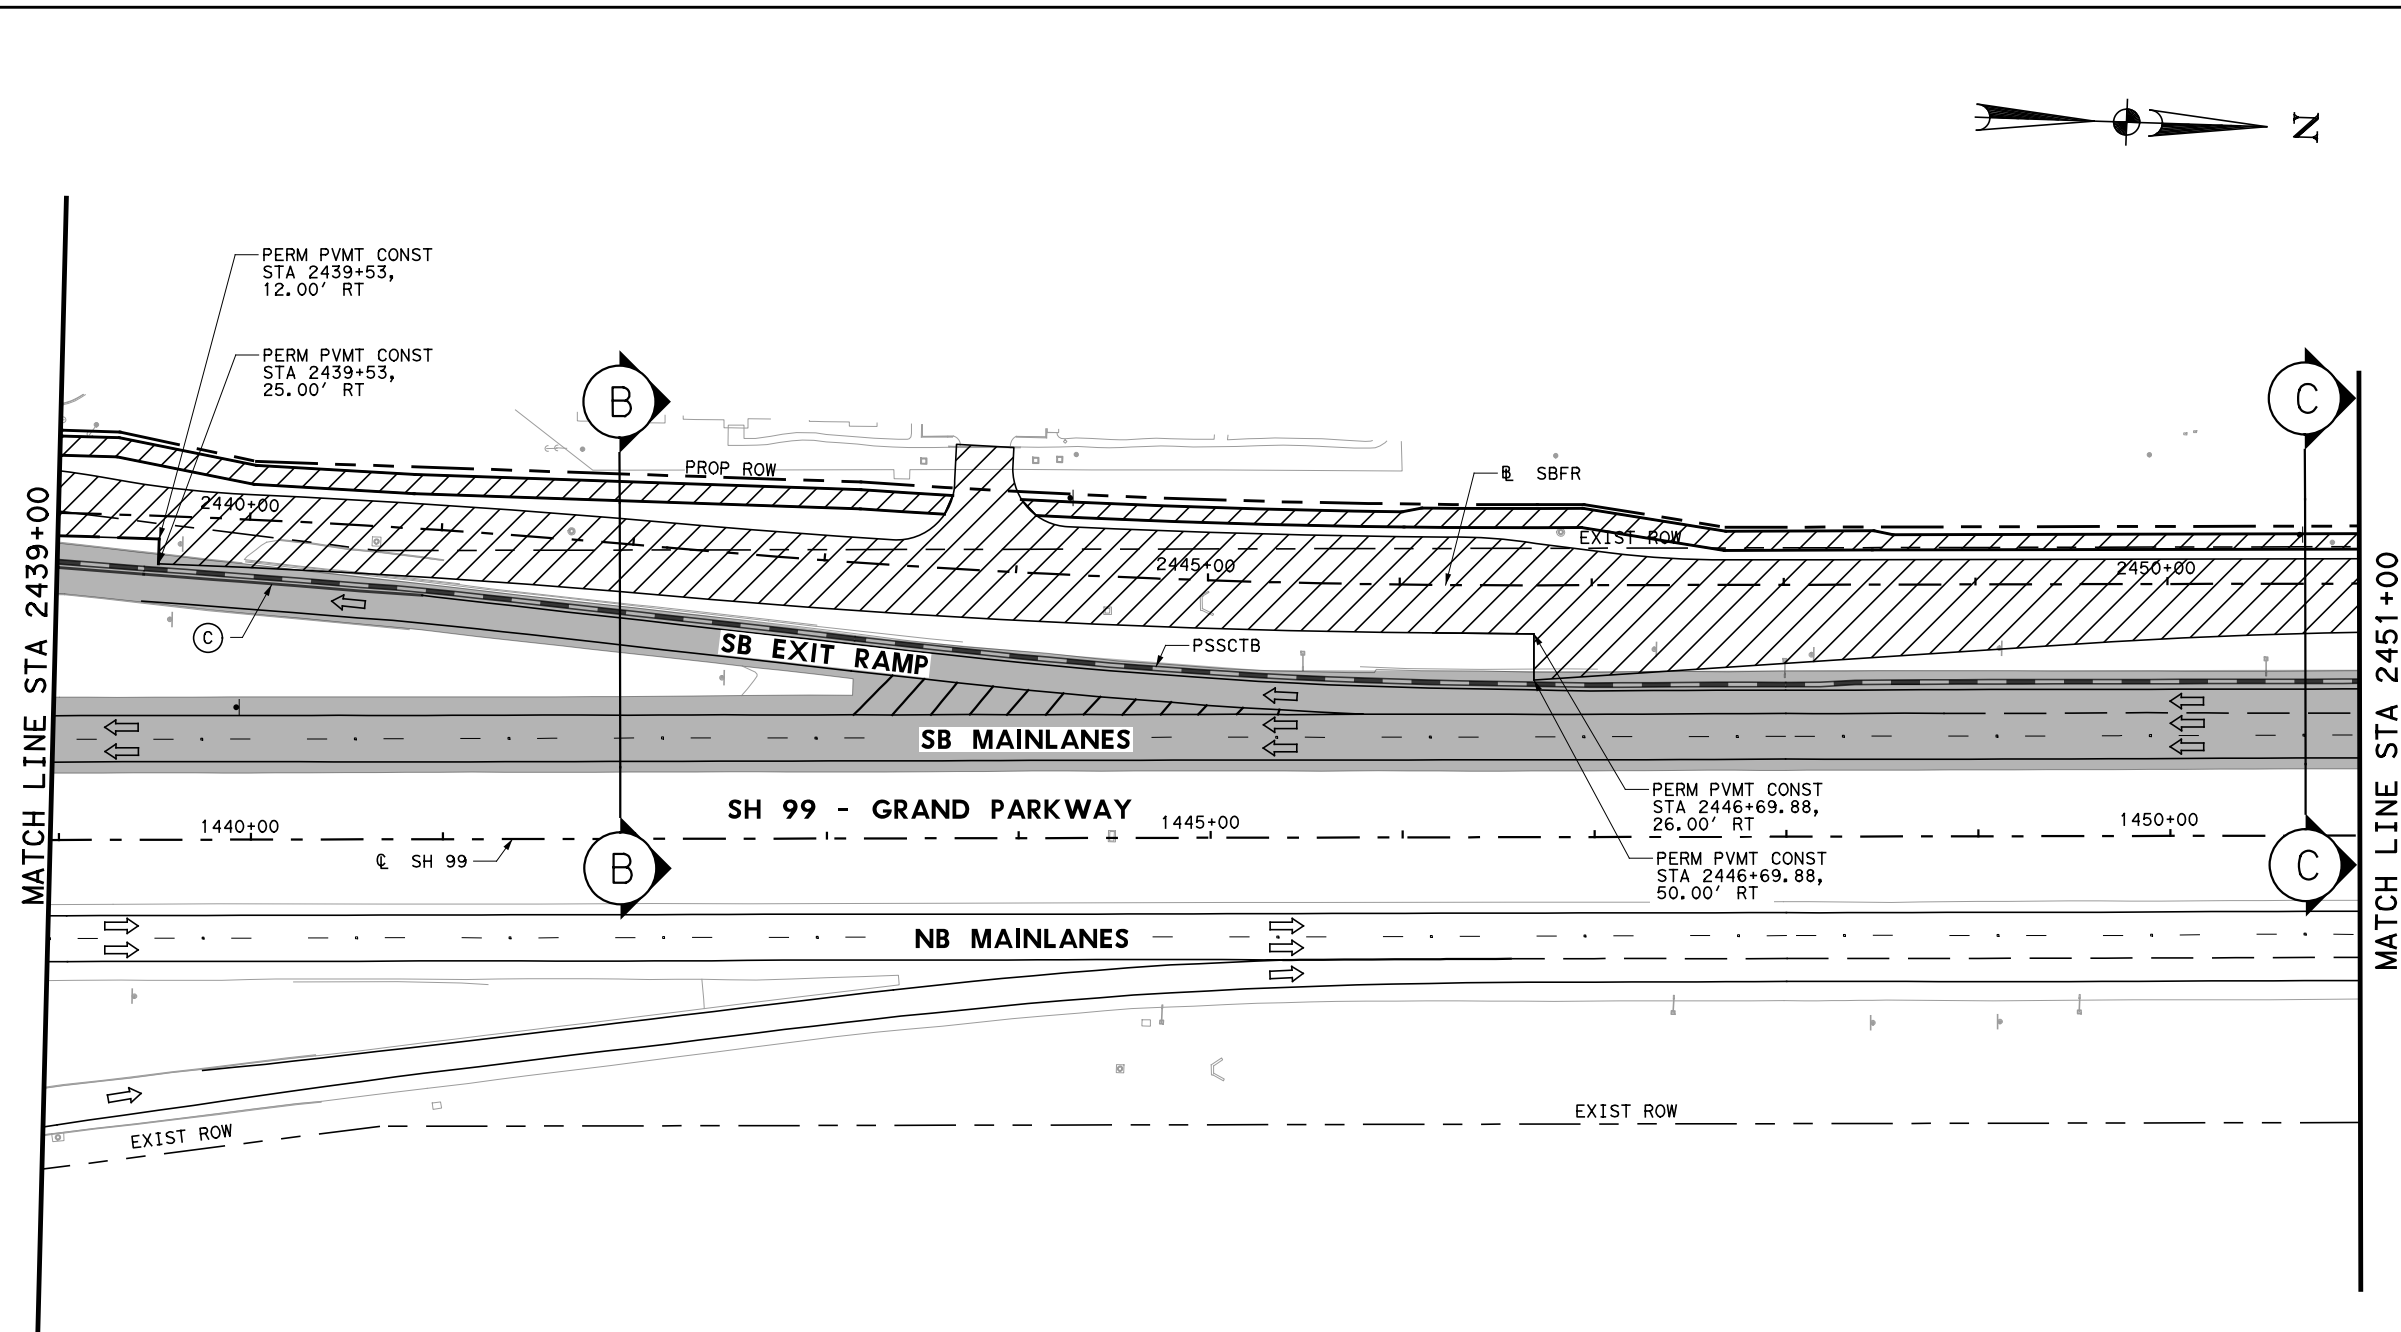 N
PERM PVMT CONST
STA 2439+53,
12.00' RT
PERM PVMT CONST
STA 2439+53,
25.00' RT
B
C
PROP ROW
℄ SBFR
2440+00
EXIST ROW
2445+00
2450+00
MATCH LINE STA 2439+00
MATCH LINE STA 2451+00
C
SB EXIT RAMP
PSSCTB
SB MAINLANES
PERM PVMT CONST
STA 2446+69.88,
26.00' RT
SH 99 - GRAND PARKWAY
1440+00
1445+00
1450+00
℄ SH 99
B
C
PERM PVMT CONST
STA 2446+69.88,
50.00' RT
NB MAINLANES
EXIST ROW
EXIST ROW